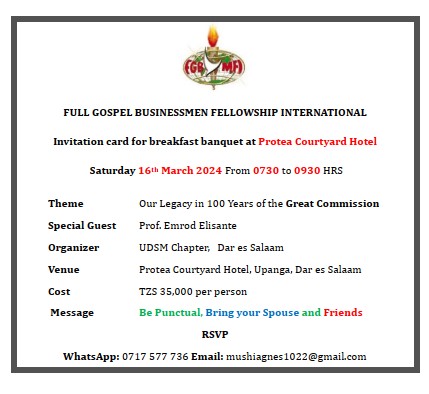 FGB MFI
FULL GOSPEL BUSINESSMEN FELLOWSHIP INTERNATIONAL
Invitation card for breakfast banquet at Protea Courtyard Hotel
Saturday 16th March 2024 From 0730 to 0930 HRS
Theme Our Legacy in 100 Years of the Great Commission
Special Guest Prof. Emrod Elisante
Organizer UDSM Chapter, Dar es Salaam
Venue Protea Courtyard Hotel, Upanga, Dar es Salaam
Cost TZS 35,000 per person
Message Be Punctual, Bring your Spouse and Friends
RSVP
WhatsApp: 0717 577 736 Email: mushiagnes1022@gmail.com